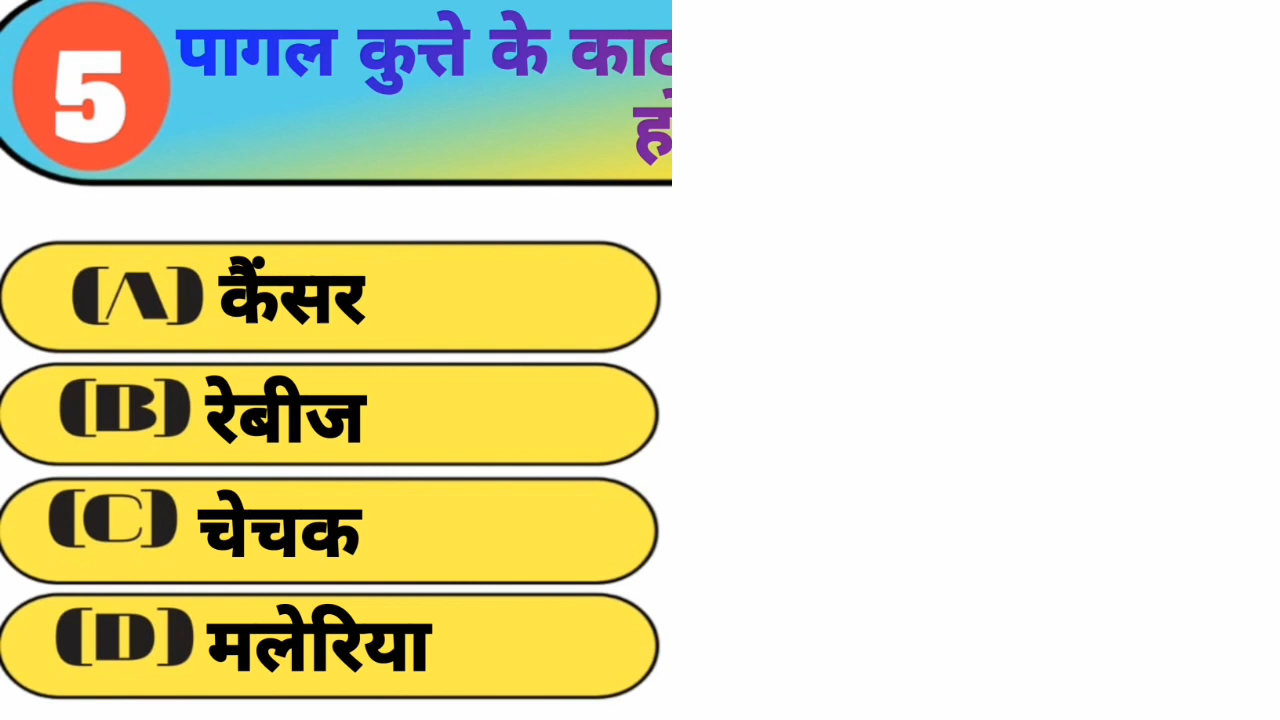 5
पागल कुत्ते के
(A) कैंसर
(B) रेबीज
(C) चेचक
(D) मलेरिया